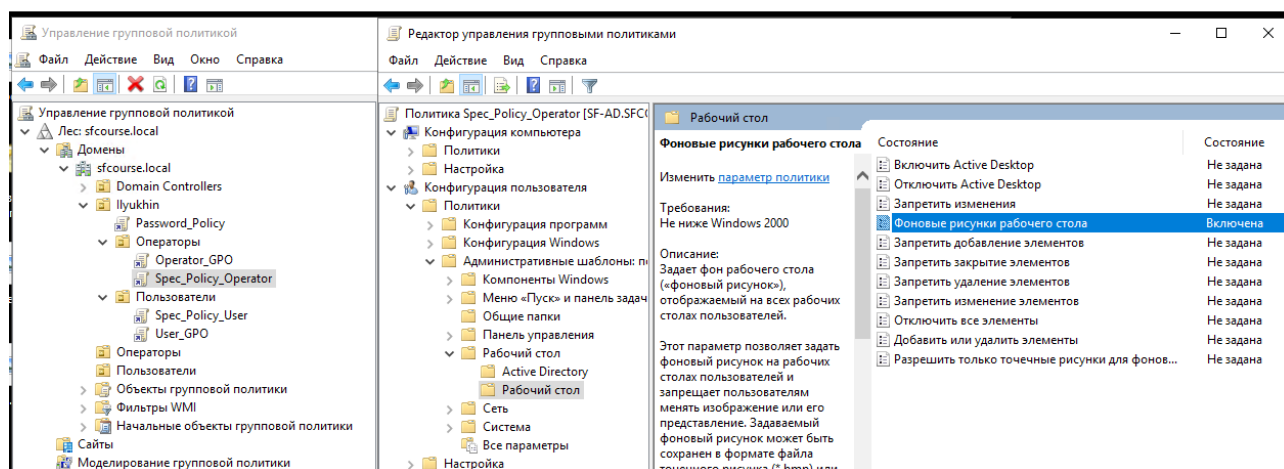 Управление групповой политикой
Файл Действие Вид Окно Справка
Управление групповой политикой
Лес: sfcourse.local
Домены
sfcourse.local
Domain Controllers
Ilyukhin
Password_Policy
Операторы
Operator_GPO
Spec_Policy_Operator
Пользователи
Spec_Policy_User
User_GPO
Операторы
Пользователи
Объекты групповой политики
Фильтры WMI
Начальные объекты групповой политики
Сайты
Моделирование групповой политики
Редактор управления групповыми политиками
Файл Действие Вид Справка
Политика Spec_Policy_Operator [SF-AD.SFC
Конфигурация компьютера
Политики
Настройка
Конфигурация пользователя
Политики
Конфигурация программ
Конфигурация Windows
Административные шаблоны:
Компоненты Windows
Меню «Пуск» и панель задач
Общие папки
Панель управления
Рабочий стол
Active Directory
Рабочий стол
Сеть
Система
Все параметры
Настройка
Рабочий стол
Фоновые рисунки рабочего стола
Изменить параметр политики
Требования:
Не ниже Windows 2000
Описание:
Задает фон рабочего стола
(«фоновый рисунок»),
отображаемый на всех рабочих
столах пользователей.
Этот параметр позволяет задать
фоновый рисунок на рабочих
столах пользователей и
запрещает пользователям
менять изображение или его
представление. Задаваемый
фоновый рисунок может быть
сохранен в формате файла
точечного рисунка (*.bmp) или
Состояние Состояние
Включить Active Desktop Не задана
Отключить Active Desktop Не задана
Запретить изменения Не задана
Фоновые рисунки рабочего стола Включена
Запретить добавление элементов Не задана
Запретить закрытие элементов Не задана
Запретить удаление элементов Не задана
Запретить изменение элементов Не задана
Отключить все элементы Не задана
Добавить или удалить элементы Не задана
Разрешить только точечные рисунки для фонов... Не задана